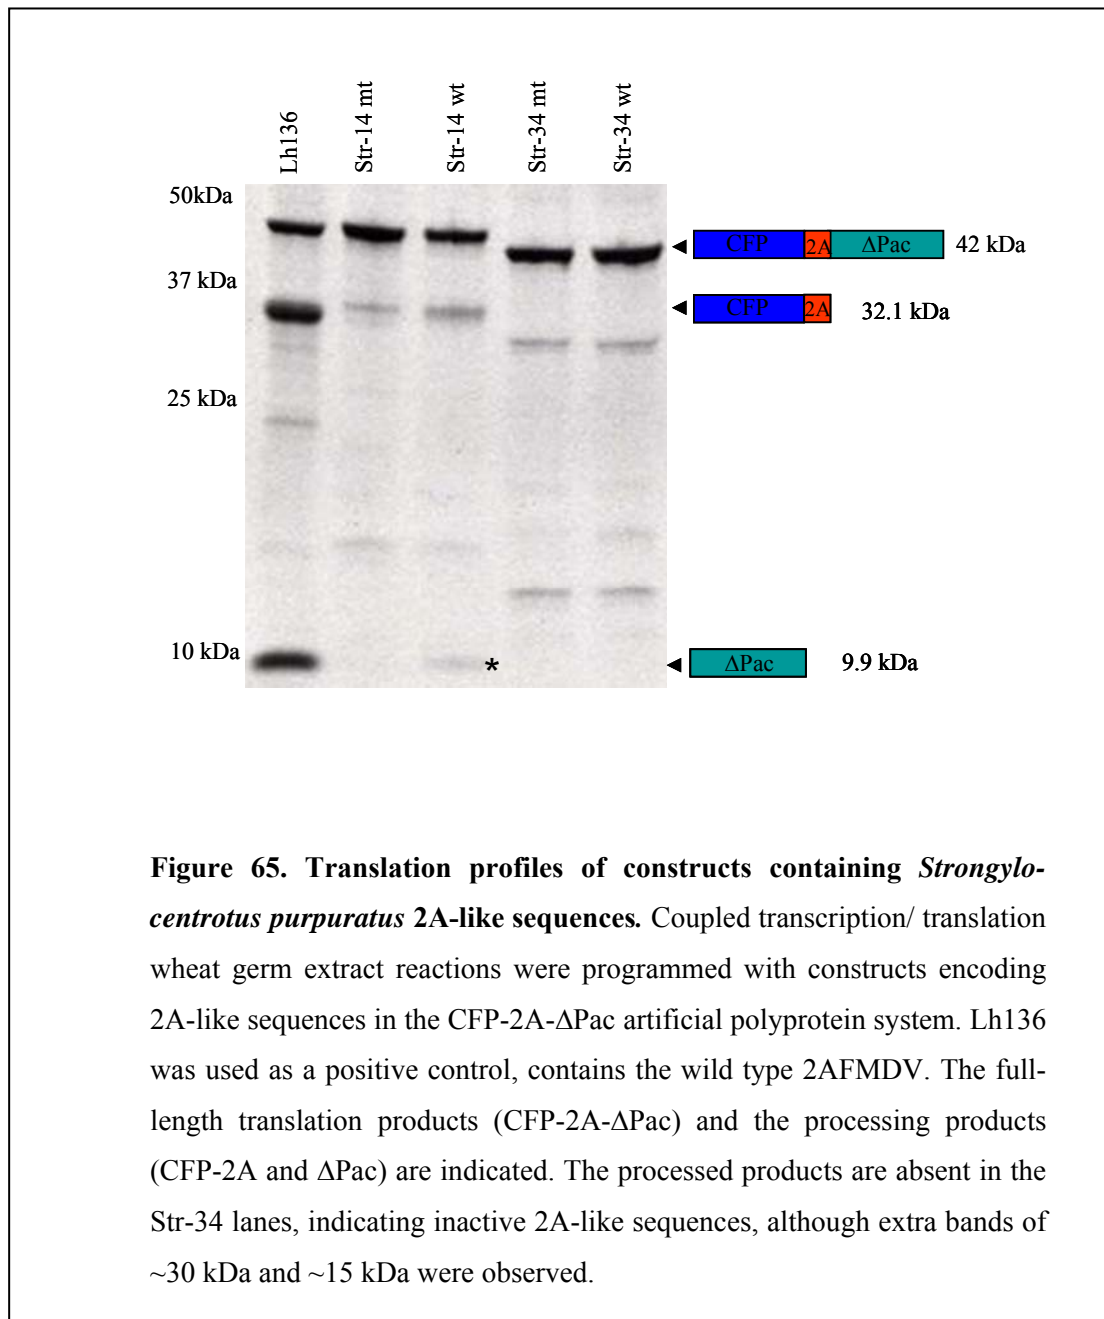 Lh136
Str-14 mt
Str-14 wt
Str-34 mt
Str-34 wt
50kDa
37 kDa
25 kDa
10 kDa
CFP 2A ΔPac 42 kDa
CFP 2A 32.1 kDa
*
ΔPac 9.9 kDa
Figure 65. Translation profiles of constructs containing Strongylo-
centrotus purpuratus 2A-like sequences. Coupled transcription/ translation
wheat germ extract reactions were programmed with constructs encoding
2A-like sequences in the CFP-2A-ΔPac artificial polyprotein system. Lh136
was used as a positive control, contains the wild type 2AFMDV. The full-
length translation products (CFP-2A-ΔPac) and the processing products
(CFP-2A and ΔPac) are indicated. The processed products are absent in the
Str-34 lanes, indicating inactive 2A-like sequences, although extra bands of
~30 kDa and ~15 kDa were observed.